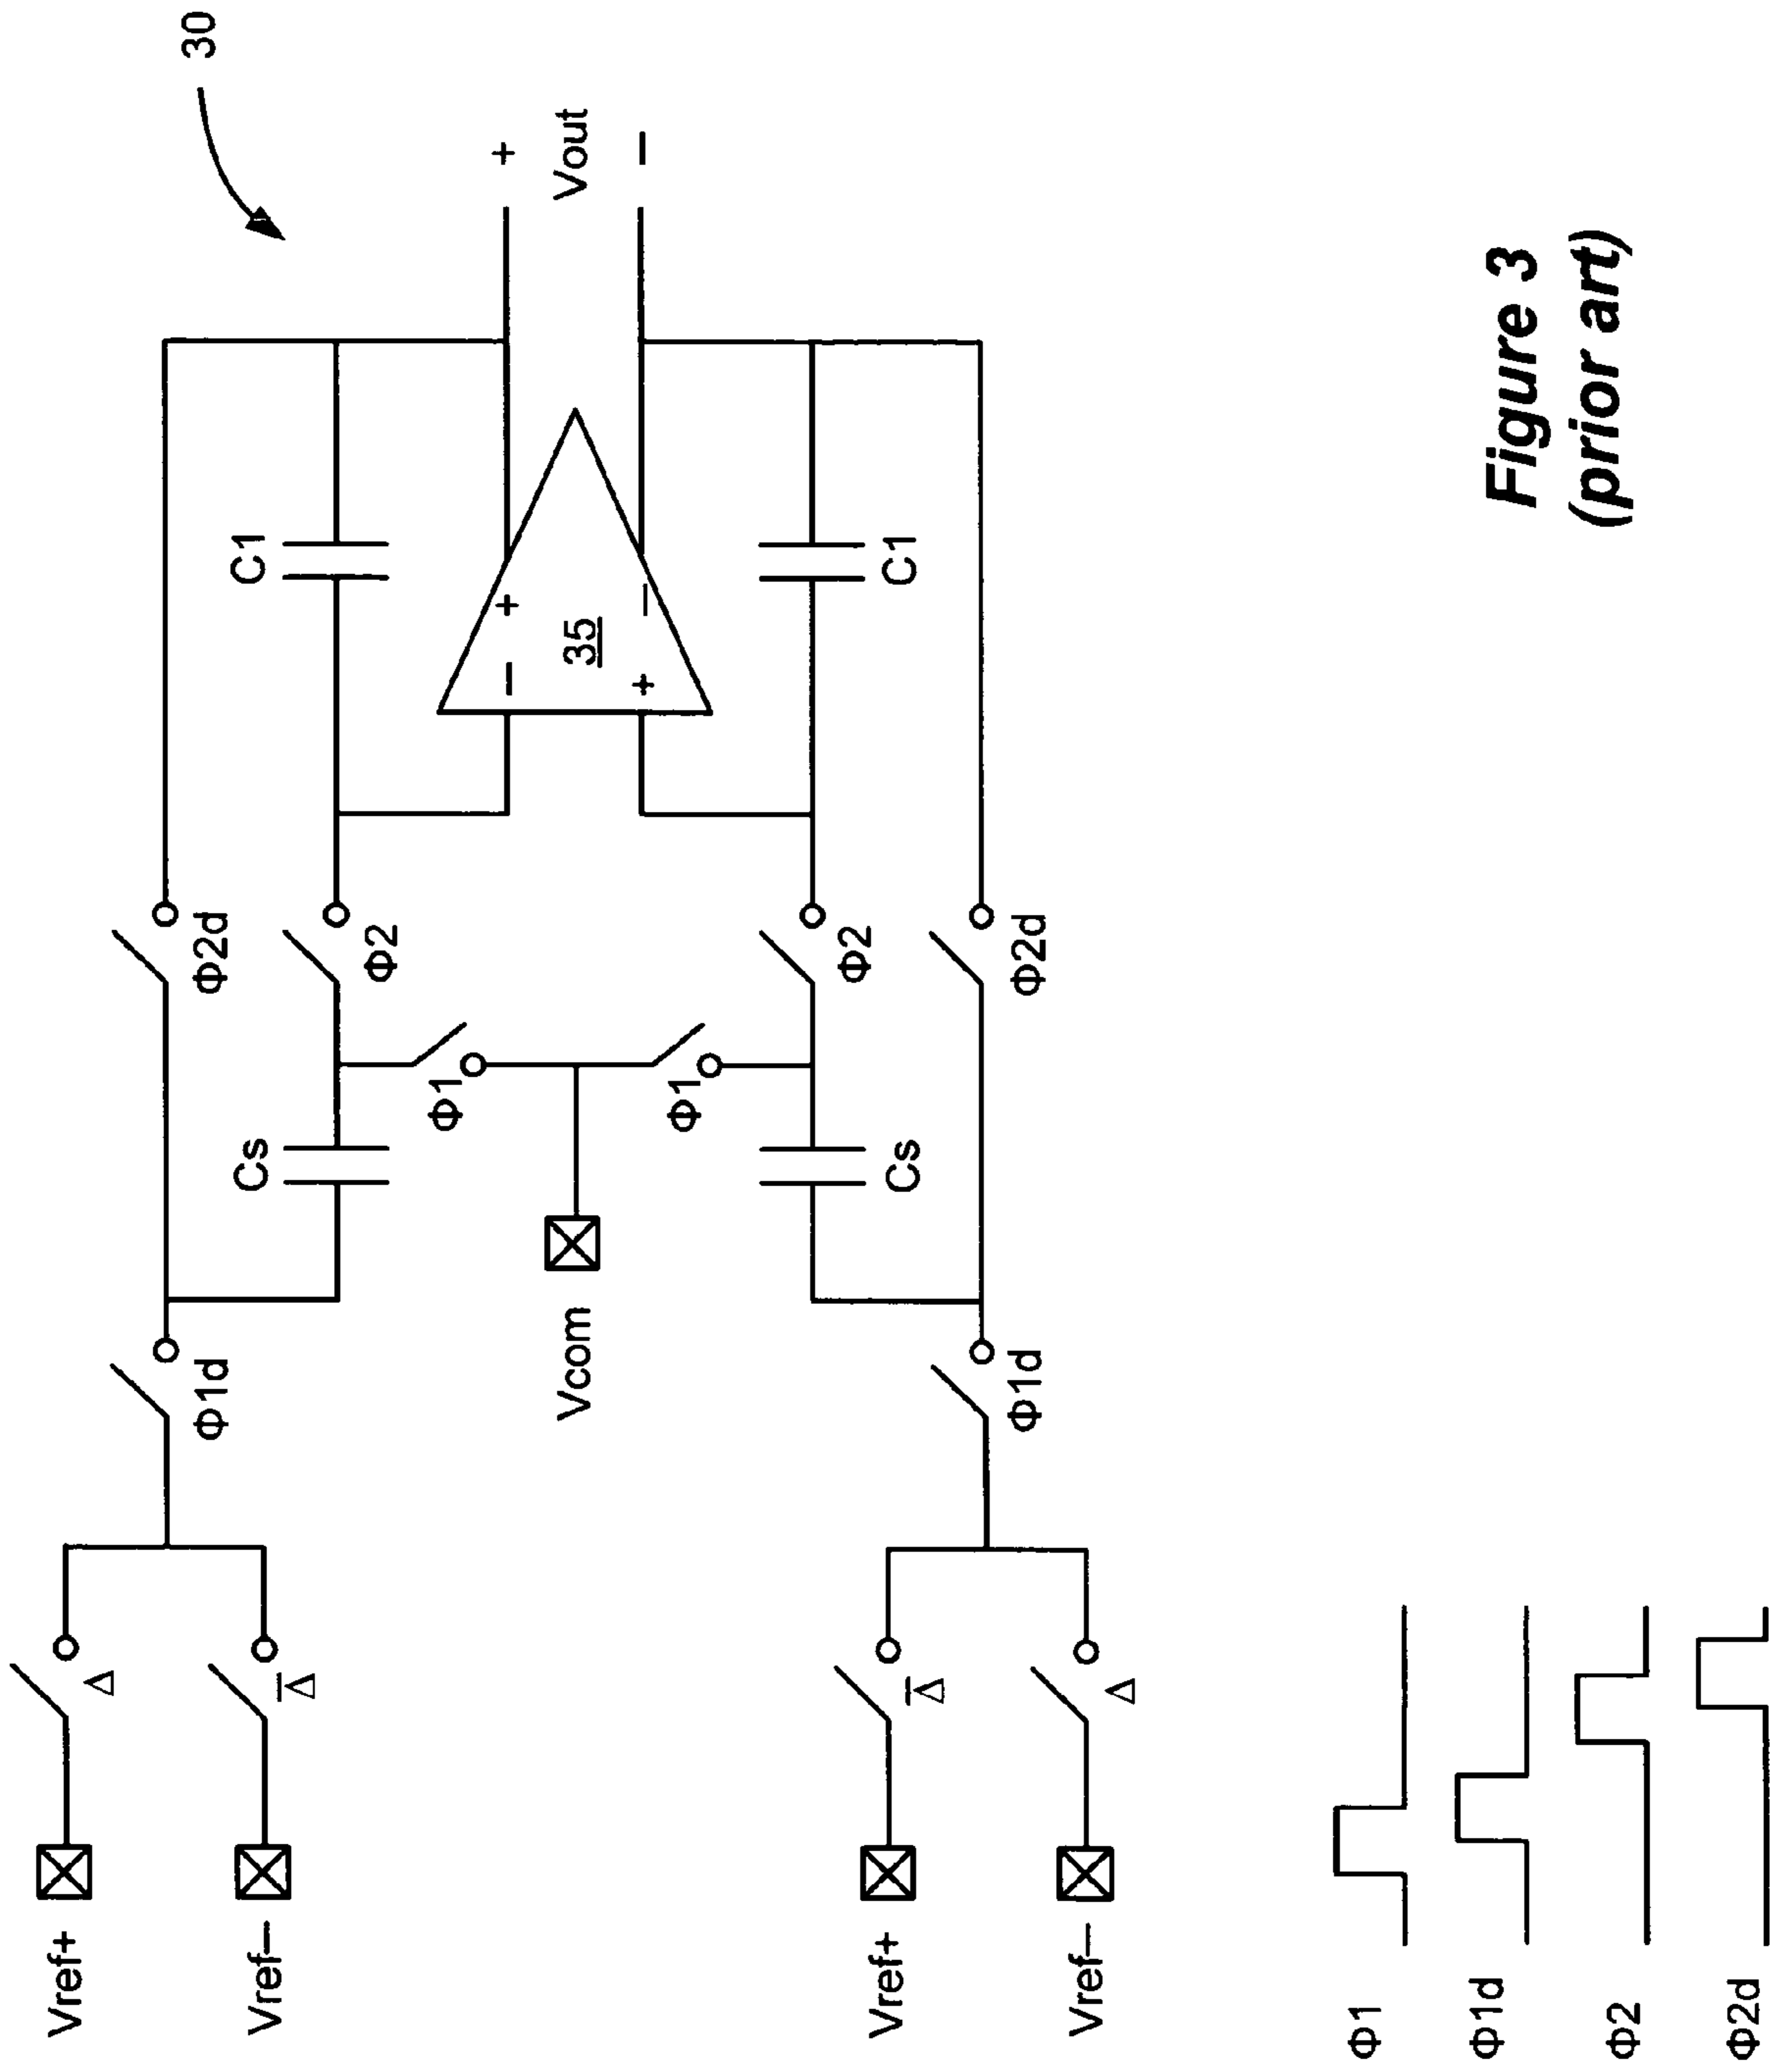 30
Vref+
Δ
Φ1d
Φ2d
Vref−
Δ̅
Cs
Φ2
C1
+
Φ1
− +
Vcom
35
Vout
Φ1
+ −
−
Vref+
Δ̅
Cs
Φ2
C1
Vref−
Δ
Φ1d
Φ2d
Φ1
Φ1d
Φ2
Φ2d
Figure 3
(prior art)